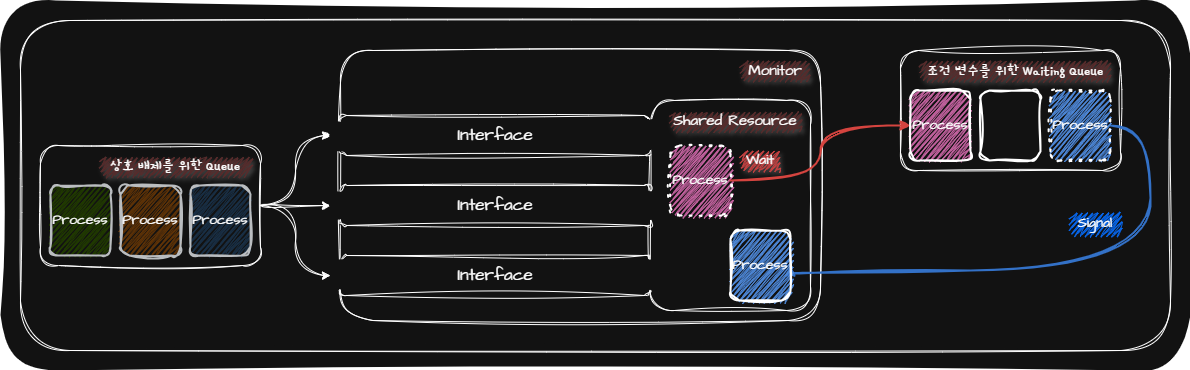 상호 배제를 위한 Queue
Process
Process
Process
Monitor
Interface
Interface
Interface
Shared Resource
Process
Wait
Process
조건 변수를 위한 Waiting Queue
Process
Process
Signal